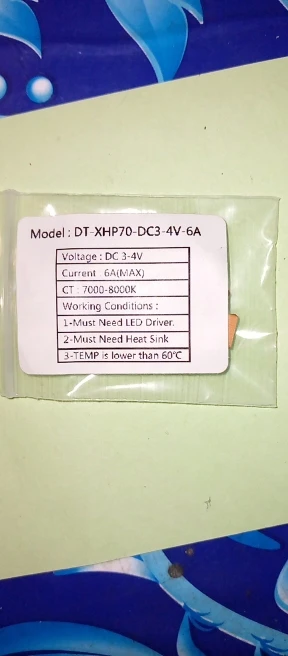 Model : DT-XHP70-DC3-4V-6A
Voltage : DC 3-4V
Current : 6A(MAX)
CT : 7000-8000K
Working Conditions :
1-Must Need LED Driver.
2-Must Need Heat Sink
3-TEMP is lower than 60℃